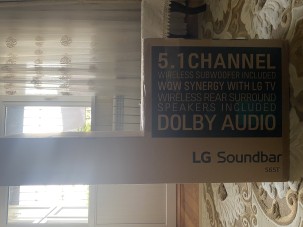 5.1 CHANNEL
WIRELESS SUBWOOFER INCLUDED
WOW SYNERGY WITH LG TV
WIRELESS REAR SURROUND
SPEAKERS INCLUDED
DOLBY AUDIO
LG Soundbar
S65T